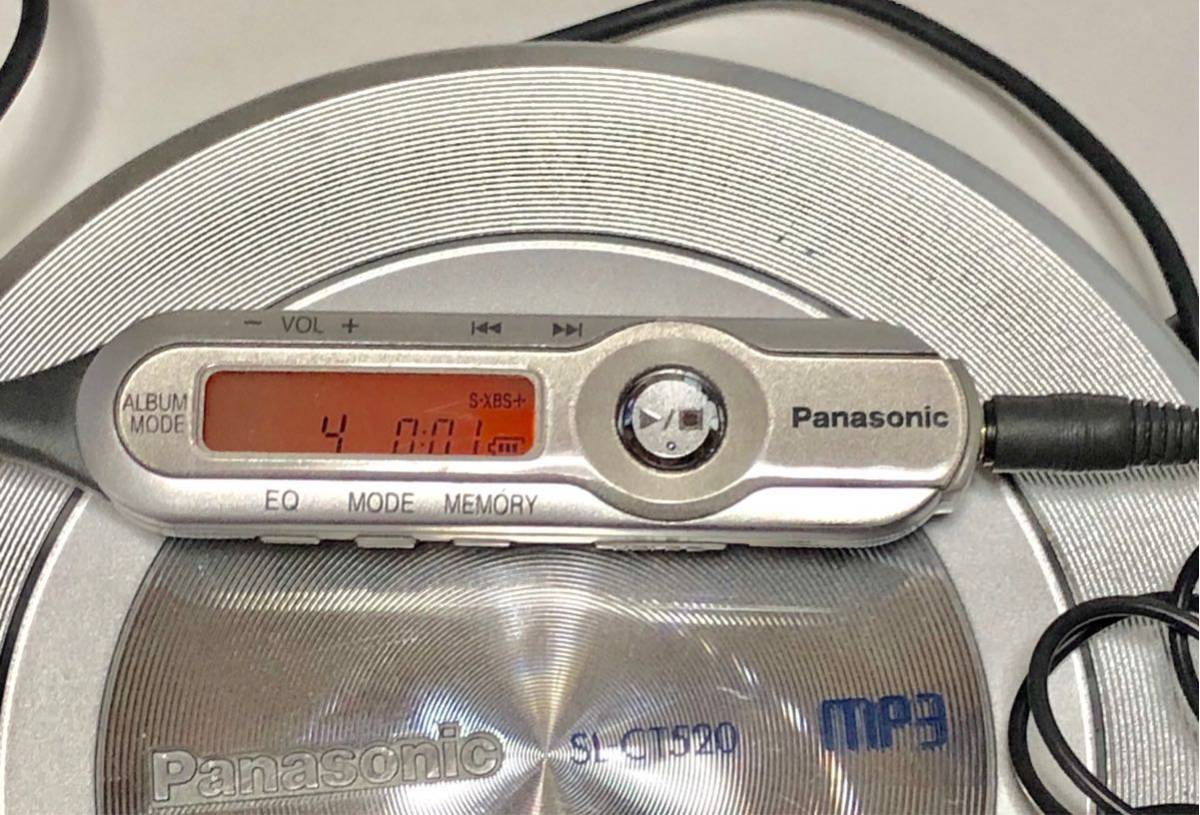 − VOL +
ALBUM
MODE
S-XBS+
4 0:01
Panasonic
EQ MODE MEMORY
Panasonic SL-CT520 MP3